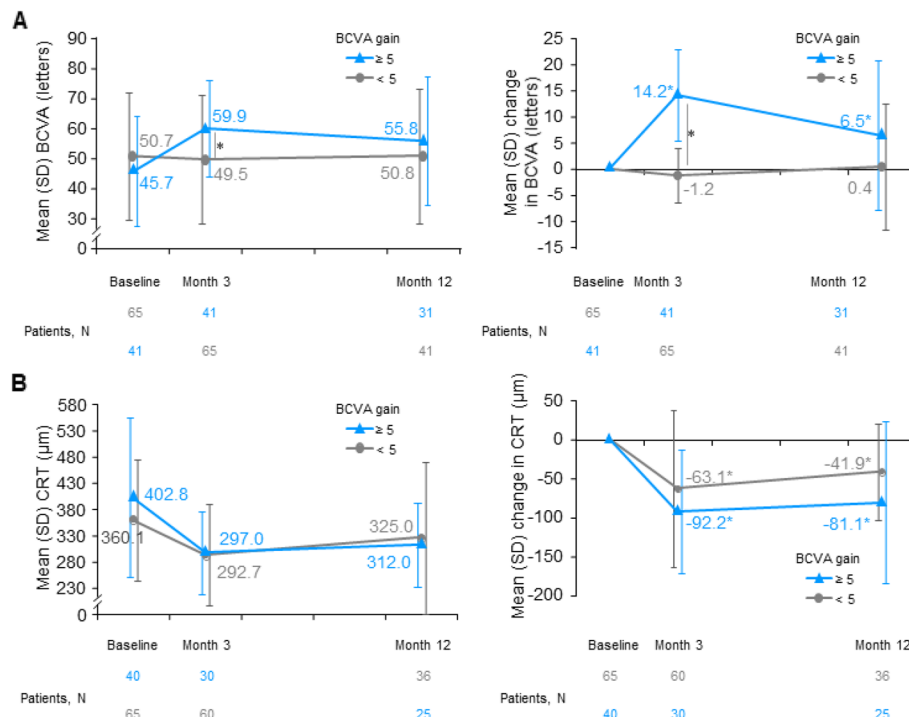 A
Mean (SD) BCVA (letters)
90
80
70
60
50
40
30
0
BCVA gain
≥ 5
< 5
50.7
45.7
59.9
*
49.5
55.8
50.8
Baseline Month 3 Month 12
65 41 31
Patients, N
41 65 41
Mean (SD) change
in BCVA (letters)
25
20
15
10
5
0
-5
-10
-15
BCVA gain
≥ 5
< 5
14.2*
*
-1.2
6.5*
0.4
Baseline Month 3 Month 12
65 41 31
Patients, N
41 65 41
B
Mean (SD) CRT (μm)
580
530
480
430
380
330
280
230
0
BCVA gain
≥ 5
< 5
402.8
360.1
297.0
292.7
325.0
312.0
Baseline Month 3 Month 12
40 30 36
Patients, N
65 60 25
Mean (SD) change in CRT (μm)
50
0
-50
-100
-150
-200
-63.1*
-92.2*
-41.9*
-81.1*
BCVA gain
≥ 5
< 5
Baseline Month 3 Month 12
65 60 36
Patients, N
40 30 25